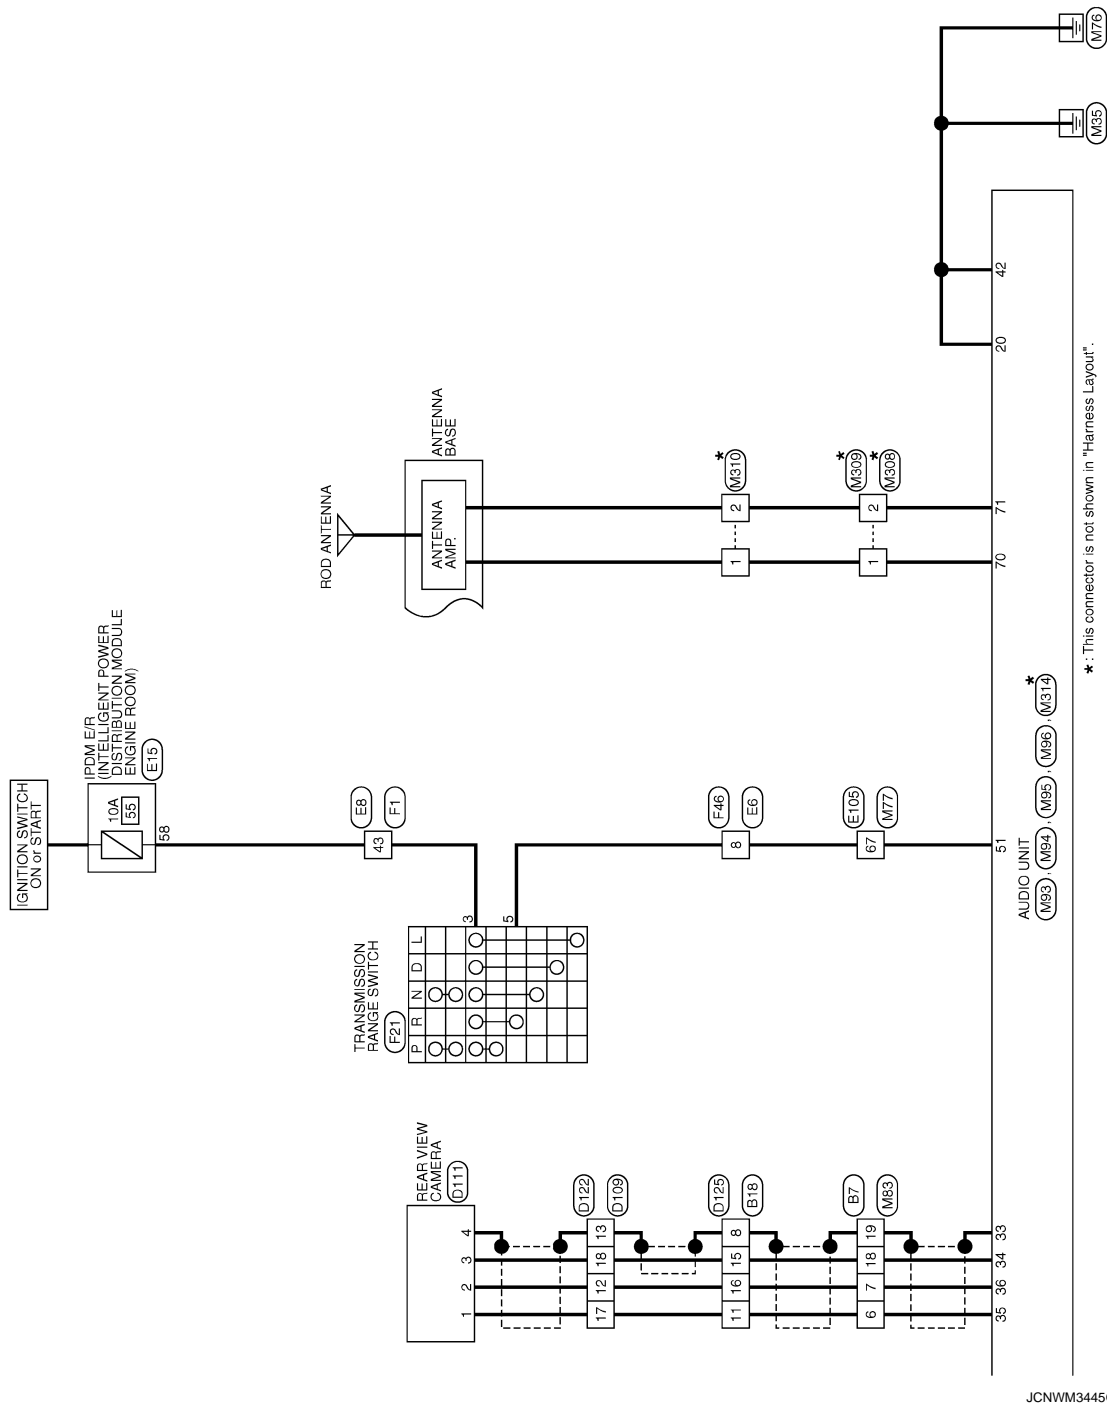 IGNITION SWITCH
ON or START
IPDM E/R
(INTELLIGENT POWER
DISTRIBUTION MODULE
ENGINE ROOM)
E15
10A
55
58
E8
F1
43
TRANSMISSION
RANGE SWITCH
F21
P R N D L
3
5
F46
E6
8
E105
M77
67
51
ROD ANTENNA
ANTENNA
BASE
ANTENNA
AMP.
* M310
1 2
* M309
* M308
1 2
70 71
REAR VIEW
CAMERA
D111
1 2 3 4
D122
D109
17 12 18 13
D125
B18
11 16 15 8
B7
M83
6 7 18 19
35 36 34 33
20 42
M35
M76
AUDIO UNIT
M93 , M94 , M95 , M96 , M314 *
* : This connector is not shown in "Harness Layout".